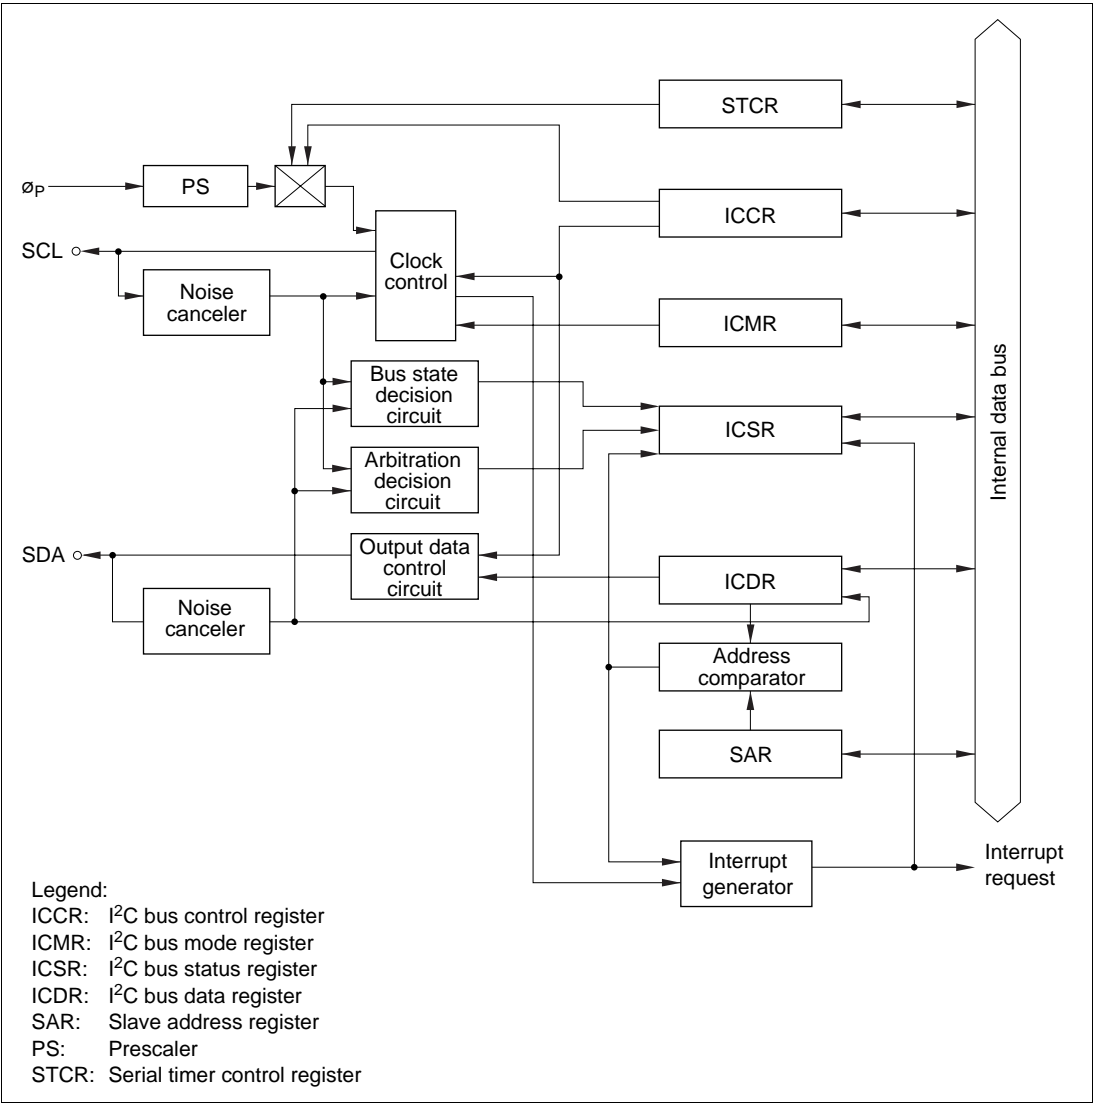 STCR
øP
PS
ICCR
SCL
Clock
control
Noise
canceler
ICMR
Bus state
decision
circuit
ICSR
Internal data bus
Arbitration
decision
circuit
SDA
Output data
control
circuit
ICDR
Noise
canceler
Address
comparator
SAR
Interrupt
generator
Interrupt
request
Legend:
ICCR: I2C bus control register
ICMR: I2C bus mode register
ICSR: I2C bus status register
ICDR: I2C bus data register
SAR: Slave address register
PS: Prescaler
STCR: Serial timer control register